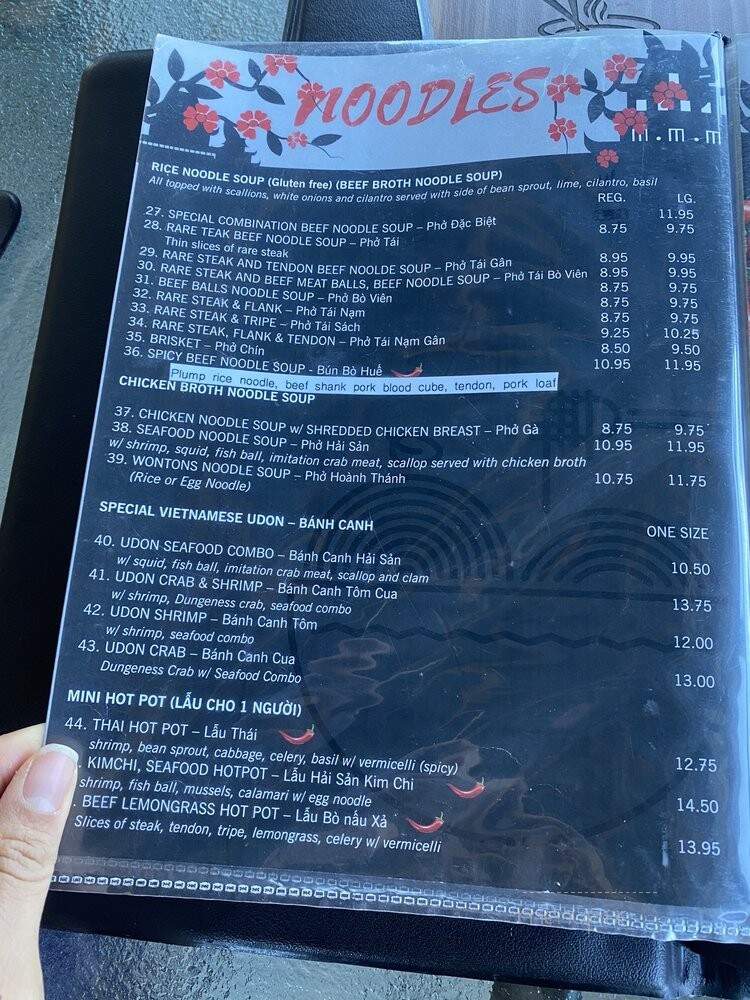 NOODLES
RICE NOODLE SOUP (Gluten free) (BEEF BROTH NOODLE SOUP)
All topped with scallions, white onions and cilantro served with side of bean sprout, lime, cilantro, basil
REG. LG.
27. SPECIAL COMBINATION BEEF NOODLE SOUP – Phở Đặc Biệt 11.95
28. RARE TEAK BEEF NOODLE SOUP – Phở Tái 8.75 9.75
Thin slices of rare steak
29. RARE STEAK AND TENDON BEEF NOOLDE SOUP – Phở Tái Gân 8.95 9.95
30. RARE STEAK AND BEEF MEAT BALLS, BEEF NOODLE SOUP – Phở Tái Bò Viên 8.95 9.95
31. BEEF BALLS NOODLE SOUP – Phở Bò Viên 8.75 9.75
32. RARE STEAK & FLANK – Phở Tái Nạm 8.75 9.75
33. RARE STEAK & TRIPE – Phở Tái Sách 8.75 9.75
34. RARE STEAK, FLANK & TENDON – Phở Tái Nạm Gân 9.25 10.25
35. BRISKET – Phở Chín 8.50 9.50
36. SPICY BEEF NOODLE SOUP - Bún Bò Huế 10.95 11.95
Plump rice noodle, beef shank pork blood cube, tendon, pork loaf
CHICKEN BROTH NOODLE SOUP
37. CHICKEN NOODLE SOUP w/ SHREDDED CHICKEN BREAST – Phở Gà 8.75 9.75
38. SEAFOOD NOODLE SOUP – Phở Hải Sản 10.95 11.95
w/ shrimp, squid, fish ball, imitation crab meat, scallop served with chicken broth
39. WONTONS NOODLE SOUP – Phở Hoành Thánh 10.75 11.75
(Rice or Egg Noodle)
SPECIAL VIETNAMESE UDON – BÁNH CANH
ONE SIZE
40. UDON SEAFOOD COMBO – Bánh Canh Hải Sản 10.50
w/ squid, fish ball, imitation crab meat, scallop and clam
41. UDON CRAB & SHRIMP – Bánh Canh Tôm Cua 13.75
w/ shrimp, Dungeness crab, seafood combo
42. UDON SHRIMP – Bánh Canh Tôm 12.00
w/ shrimp, seafood combo
43. UDON CRAB – Bánh Canh Cua 13.00
Dungeness Crab w/ Seafood Combo
MINI HOT POT (LẨU CHO 1 NGƯỜI)
44. THAI HOT POT – Lẩu Thái 12.75
shrimp, bean sprout, cabbage, celery, basil w/ vermicelli (spicy)
. KIMCHI, SEAFOOD HOTPOT – Lẩu Hải Sản Kim Chi 14.50
shrimp, fish ball, mussels, calamari w/ egg noodle
. BEEF LEMONGRASS HOT POT – Lẩu Bò nấu Xả 13.95
Slices of steak, tendon, tripe, lemongrass, celery w/ vermicelli